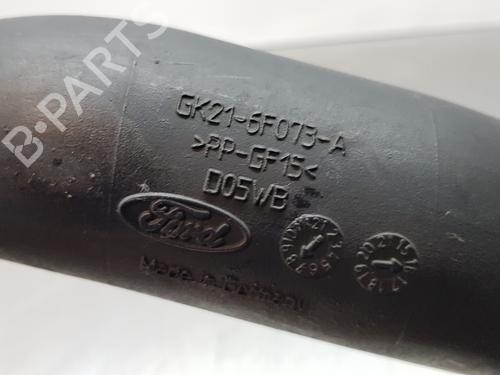 B-PARTS
GK21-6F073-A
>PP-GF15<
D05WB
Ford
Made in Germany